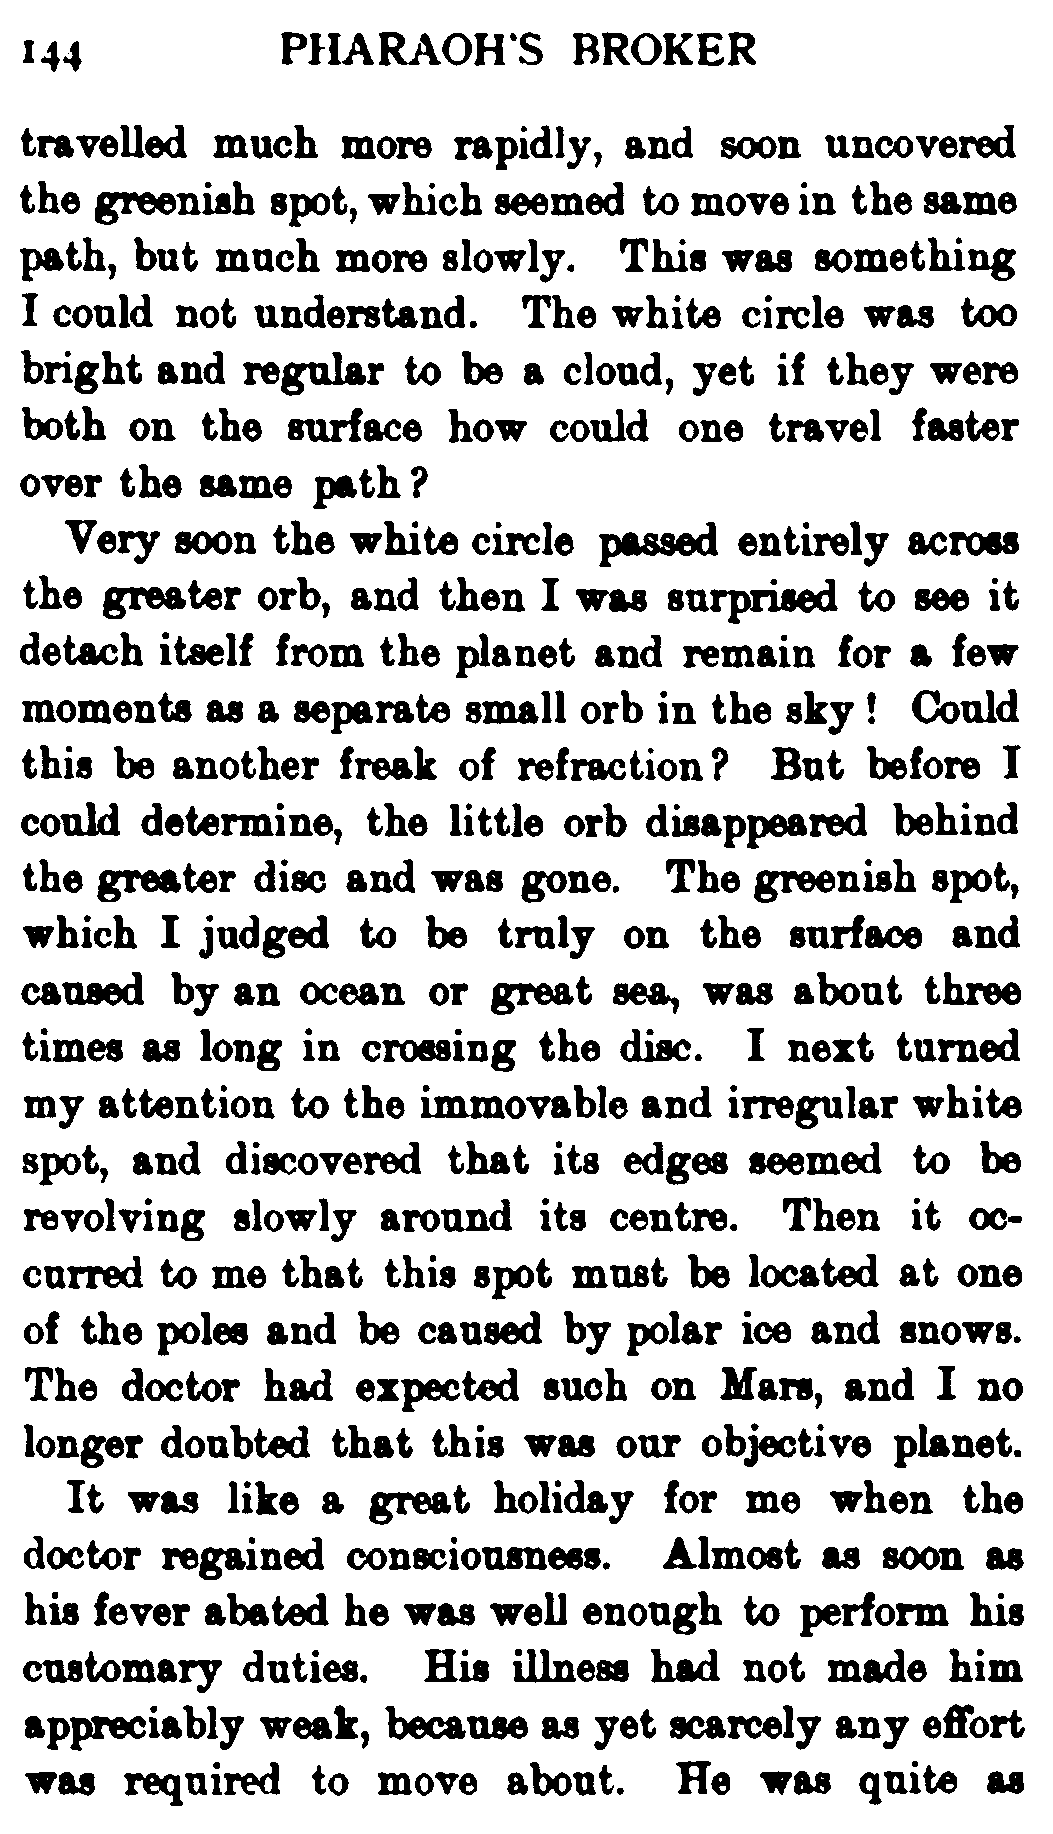 144 PHARAOH'S BROKER
travelled much more rapidly, and soon uncovered
the greenish spot, which seemed to move in the same
path, but much more slowly. This was something
I could not understand. The white circle was too
bright and regular to be a cloud, yet if they were
both on the surface how could one travel faster
over the same path?
Very soon the white circle passed entirely across
the greater orb, and then I was surprised to see it
detach itself from the planet and remain for a few
moments as a separate small orb in the sky! Could
this be another freak of refraction? But before I
could determine, the little orb disappeared behind
the greater disc and was gone. The greenish spot,
which I judged to be truly on the surface and
caused by an ocean or great sea, was about three
times as long in crossing the disc. I next turned
my attention to the immovable and irregular white
spot, and discovered that its edges seemed to be
revolving slowly around its centre. Then it oc-
curred to me that this spot must be located at one
of the poles and be caused by polar ice and snows.
The doctor had expected such on Mars, and I no
longer doubted that this was our objective planet.
It was like a great holiday for me when the
doctor regained consciousness. Almost as soon as
his fever abated he was well enough to perform his
customary duties. His illness had not made him
appreciably weak, because as yet scarcely any effort
was required to move about. He was quite as